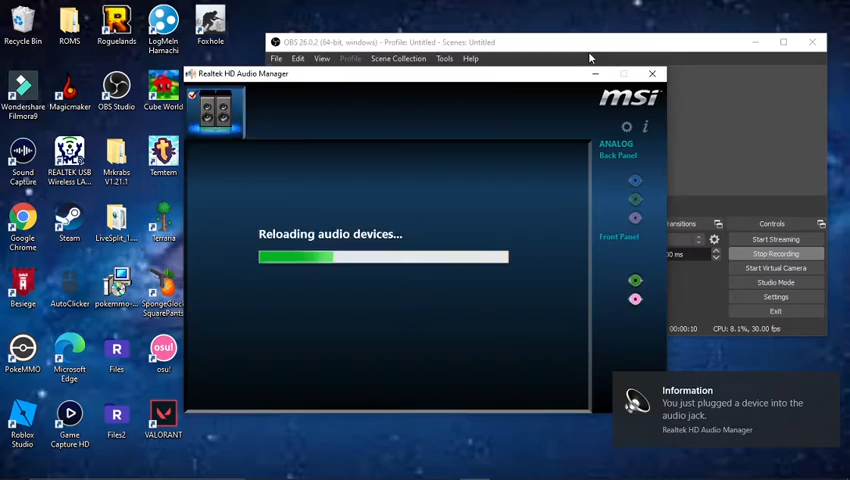 Recycle Bin
ROMS
Roguelands
LogMeIn
Hamachi
Foxhole
Wondershare
Filmora9
Magicmaker
OBS Studio
Cube World
Sound
Capture
REALTEK USB
Wireless LA...
Mrkrabs
V1.21.1
Temtem
Google
Chrome
Steam
LiveSplit_1....
Terraria
Besiege
AutoClicker
pokemmo-...
SpongeGlock
SquarePants
PokeMMO
Microsoft
Edge
R
Files
osu!
osu!
Roblox
Studio
Game
Capture HD
R
Files2
VALORANT
OBS 26.0.2 (64-bit, windows) - Profile: Untitled - Scenes: Untitled
File Edit View Profile Scene Collection Tools Help
Realtek HD Audio Manager
msi
ANALOG
Back Panel
Front Panel
Reloading audio devices...
Controls
Start Streaming
Stop Recording
Start Virtual Camera
Studio Mode
Settings
Exit
00:00:10 CPU: 8.1%, 30.00 fps
Information
You just plugged a device into the
audio jack.
Realtek HD Audio Manager